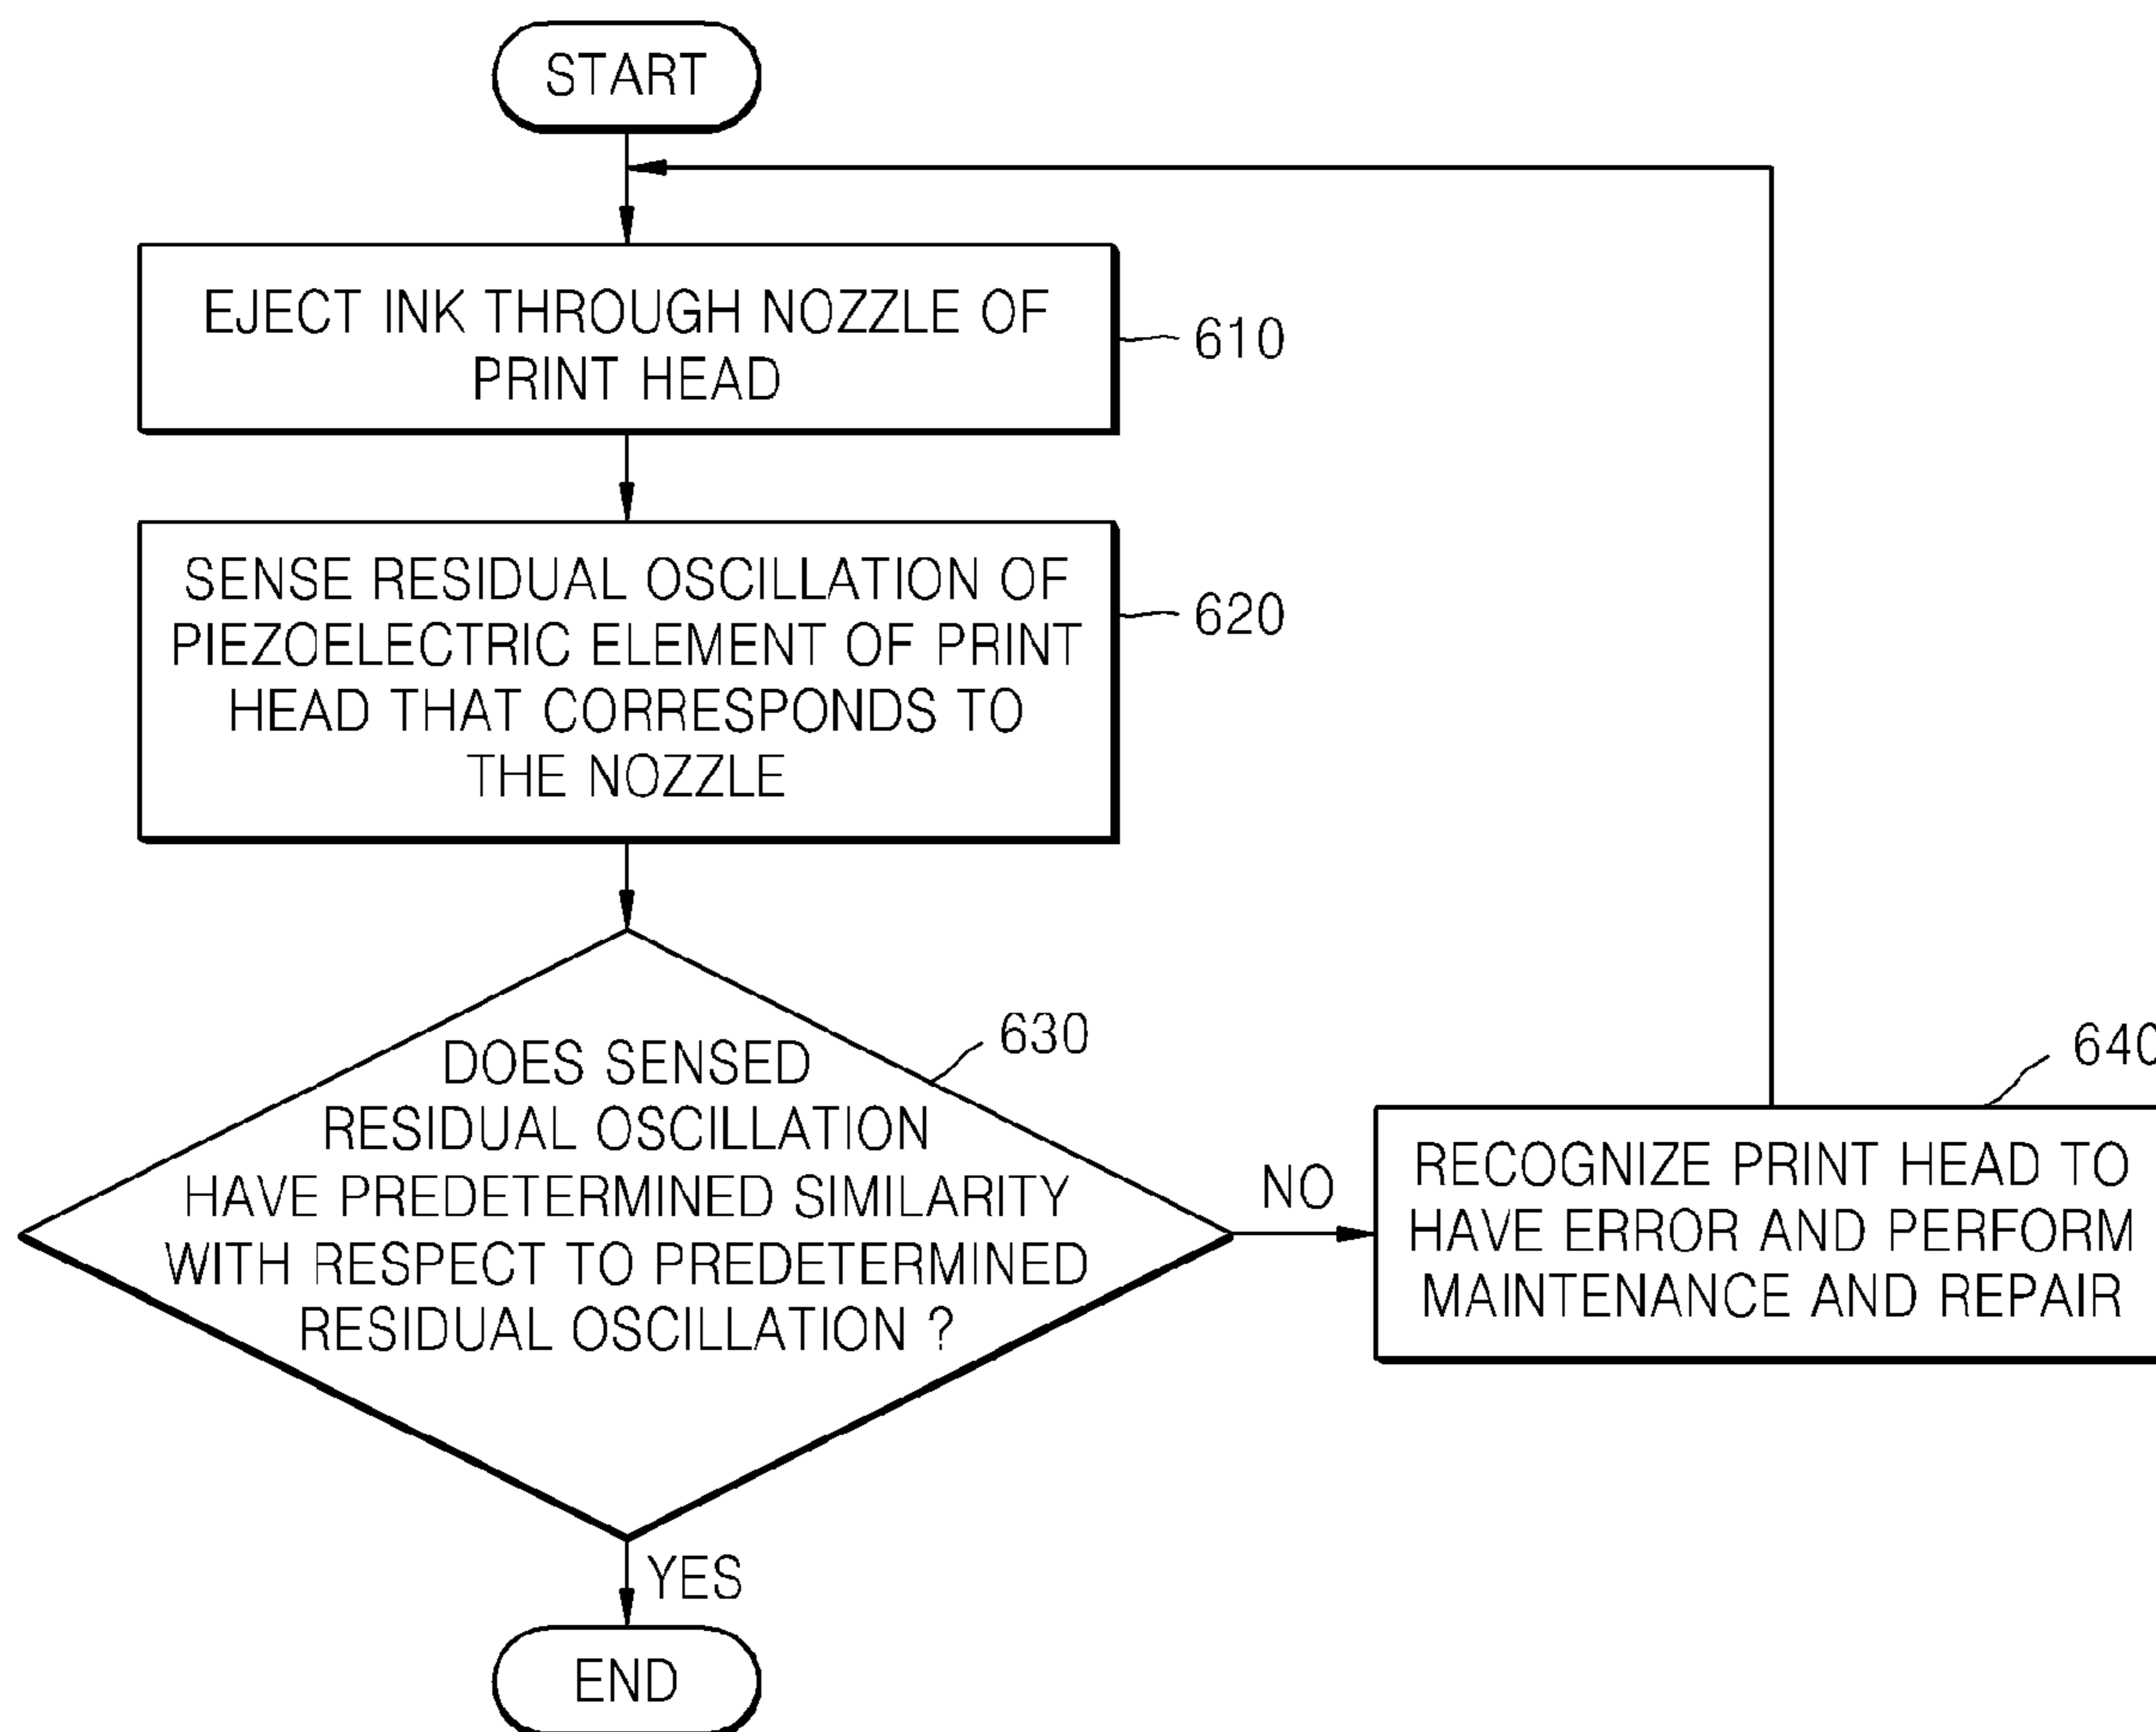 START
EJECT INK THROUGH NOZZLE OF
PRINT HEAD
610
SENSE RESIDUAL OSCILLATION OF
PIEZOELECTRIC ELEMENT OF PRINT
HEAD THAT CORRESPONDS TO
THE NOZZLE
620
DOES SENSED
RESIDUAL OSCILLATION
HAVE PREDETERMINED SIMILARITY
WITH RESPECT TO PREDETERMINED
RESIDUAL OSCILLATION ?
630
NO
640
RECOGNIZE PRINT HEAD TO
HAVE ERROR AND PERFORM
MAINTENANCE AND REPAIR
YES
END